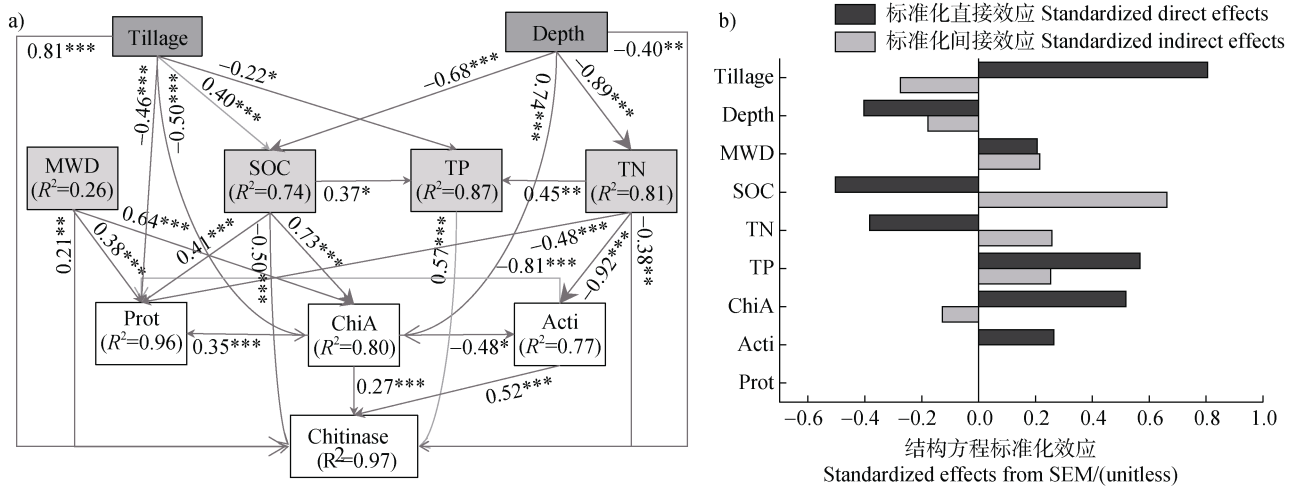 a)
Tillage
Depth
0.81***
−0.40**
−0.22*
−0.68***
−0.46***
−0.50***
0.40***
0.74***
−0.89***
MWD
(R²=0.26)
SOC
(R²=0.74)
TP
(R²=0.87)
TN
(R²=0.81)
0.37*
0.45**
0.21**
0.38***
0.64***
0.41***
−0.50***
0.73***
0.57***
−0.48***
−0.81***
−0.92***
−0.38**
Prot
(R²=0.96)
ChiA
(R²=0.80)
Acti
(R²=0.77)
0.35***
−0.48*
0.27***
0.52***
Chitinase
(R²=0.97)
b)
标准化直接效应 Standardized direct effects
标准化间接效应 Standardized indirect effects
Tillage
Depth
MWD
SOC
TN
TP
ChiA
Acti
Prot
−0.6 −0.4 −0.2 0.0 0.2 0.4 0.6 0.8 1.0
结构方程标准化效应
Standardized effects from SEM/(unitless)